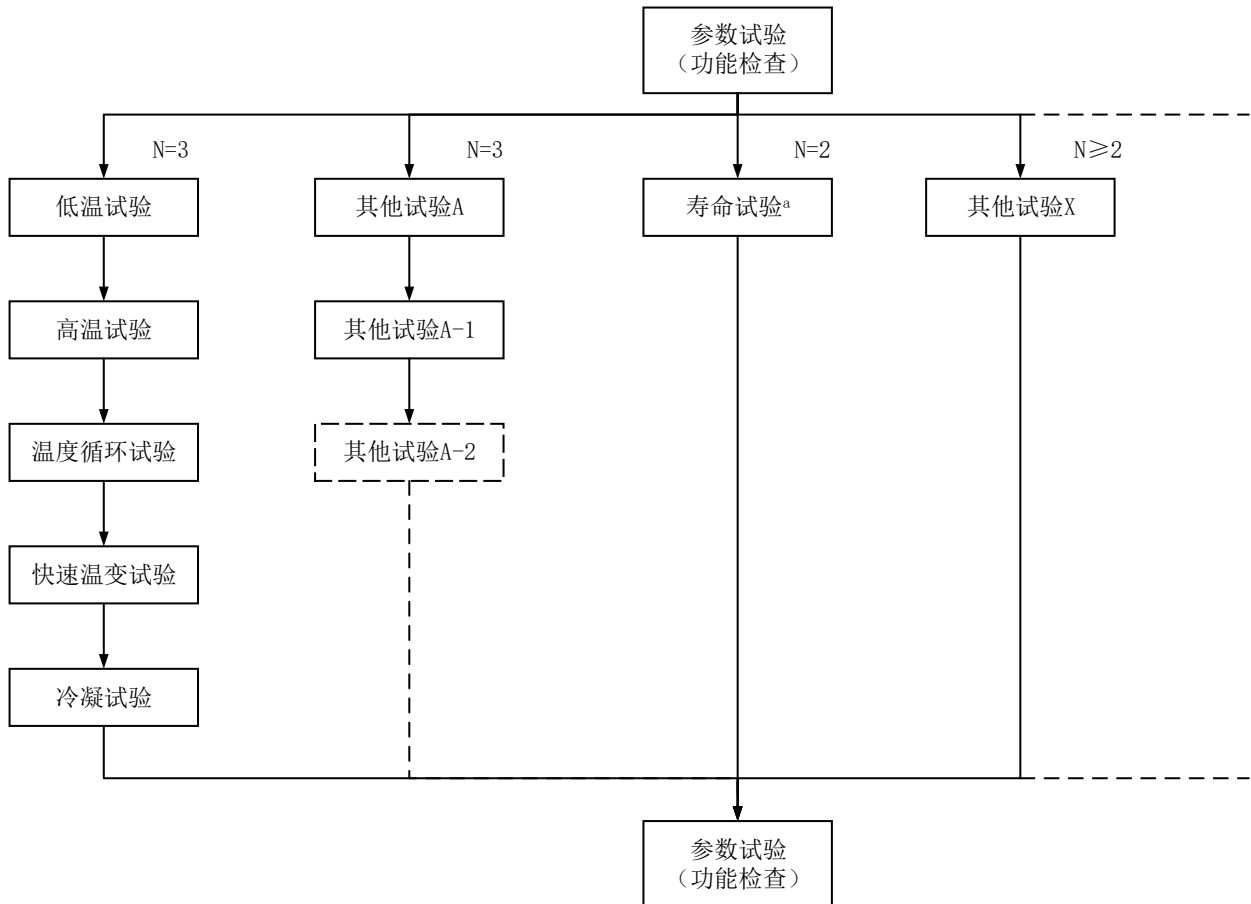 参数试验
（功能检查）
N=3
N=3
N=2
N≥2
低温试验
其他试验A
寿命试验ᵃ
其他试验X
高温试验
其他试验A-1
温度循环试验
其他试验A-2
快速温变试验
冷凝试验
参数试验
（功能检查）